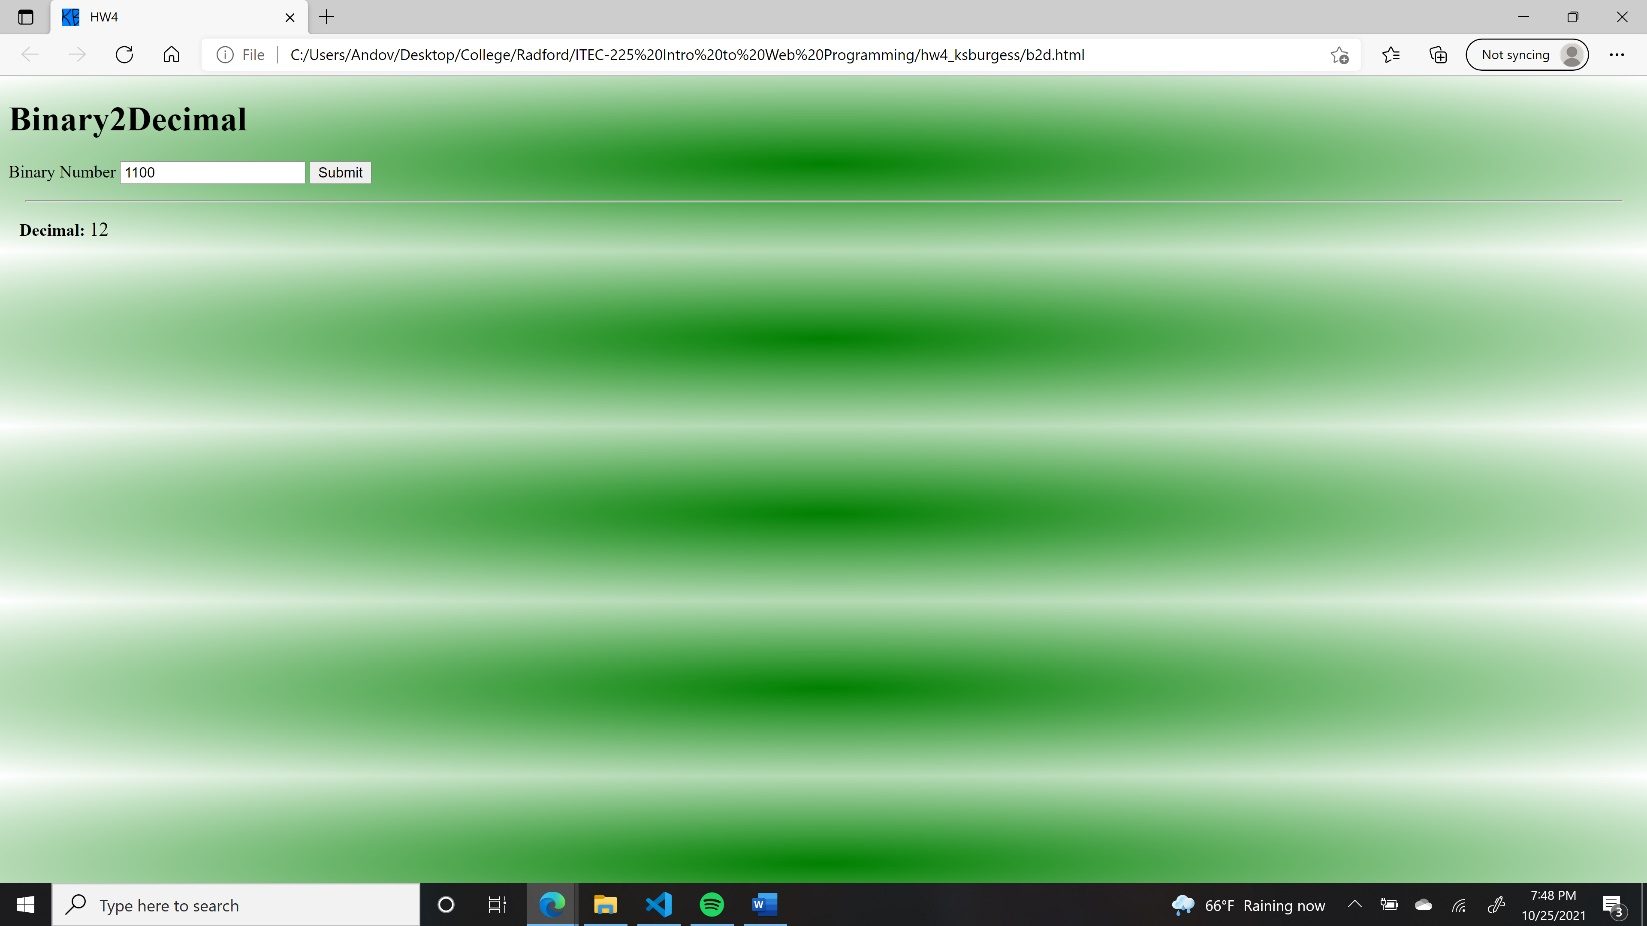 HW4
File
C:/Users/Andov/Desktop/College/Radford/ITEC-225%20Intro%20to%20Web%20Programming/hw4_ksburgess/b2d.html
Not syncing
Binary2Decimal
Binary Number 1100 Submit
Decimal: 12
Type here to search
66°F Raining now
7:48 PM
10/25/2021
3